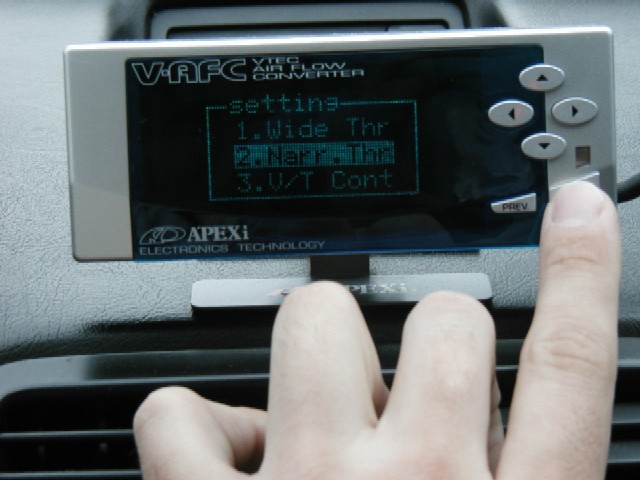 V·AFC VTEC
AIR FLOW
CONVERTER
setting
1.Wide Thr
2.Narr.Thr
3.V/T Cont
PREV.
APEXi
ELECTRONICS TECHNOLOGY
APEXi